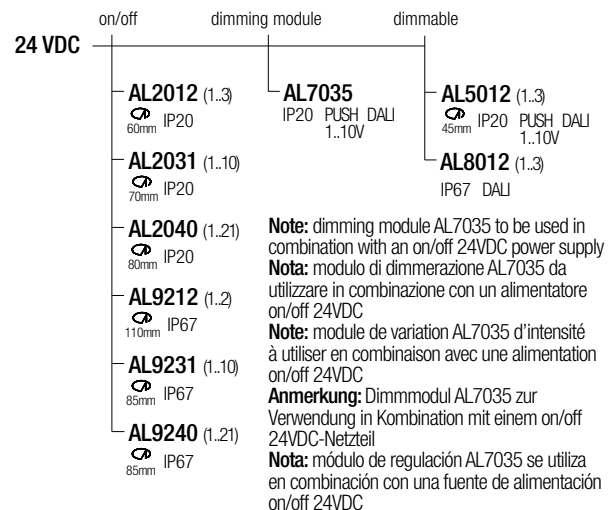 on/off dimming module dimmable
24 VDC
AL2012 (1..3)
60mm IP20
AL2031 (1..10)
70mm IP20
AL2040 (1..21)
80mm IP20
AL9212 (1..2)
110mm IP67
AL9231 (1..10)
85mm IP67
AL9240 (1..21)
85mm IP67
AL7035
IP20 PUSH DALI
1..10V
AL5012 (1..3)
45mm IP20 PUSH DALI
1..10V
AL8012 (1..3)
IP67 DALI
Note: dimming module AL7035 to be used in
combination with an on/off 24VDC power supply
Nota: modulo di dimmerazione AL7035 da
utilizzare in combinazione con un alimentatore
on/off 24VDC
Note: module de variation AL7035 d'intensité
à utiliser en combinaison avec une alimentation
on/off 24VDC
Anmerkung: Dimmmodul AL7035 zur
Verwendung in Kombination mit einem on/off
24VDC-Netzteil
Nota: módulo de regulación AL7035 se utiliza
en combinación con una fuente de alimentación
on/off 24VDC